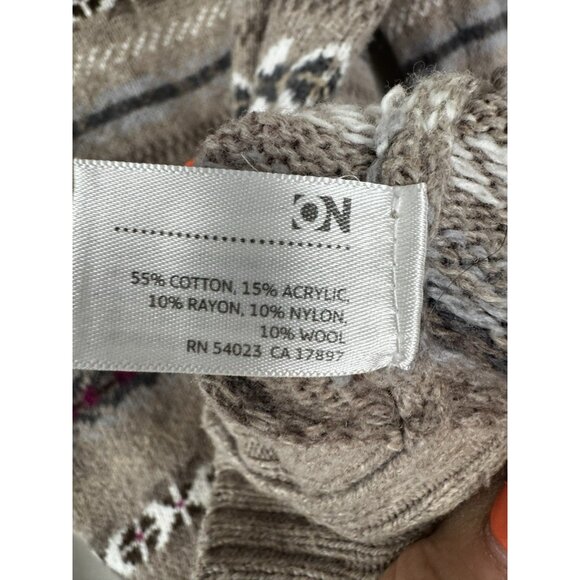 ON
55% COTTON, 15% ACRYLIC,
10% RAYON, 10% NYLON,
10% WOOL
RN 54023 CA 17897